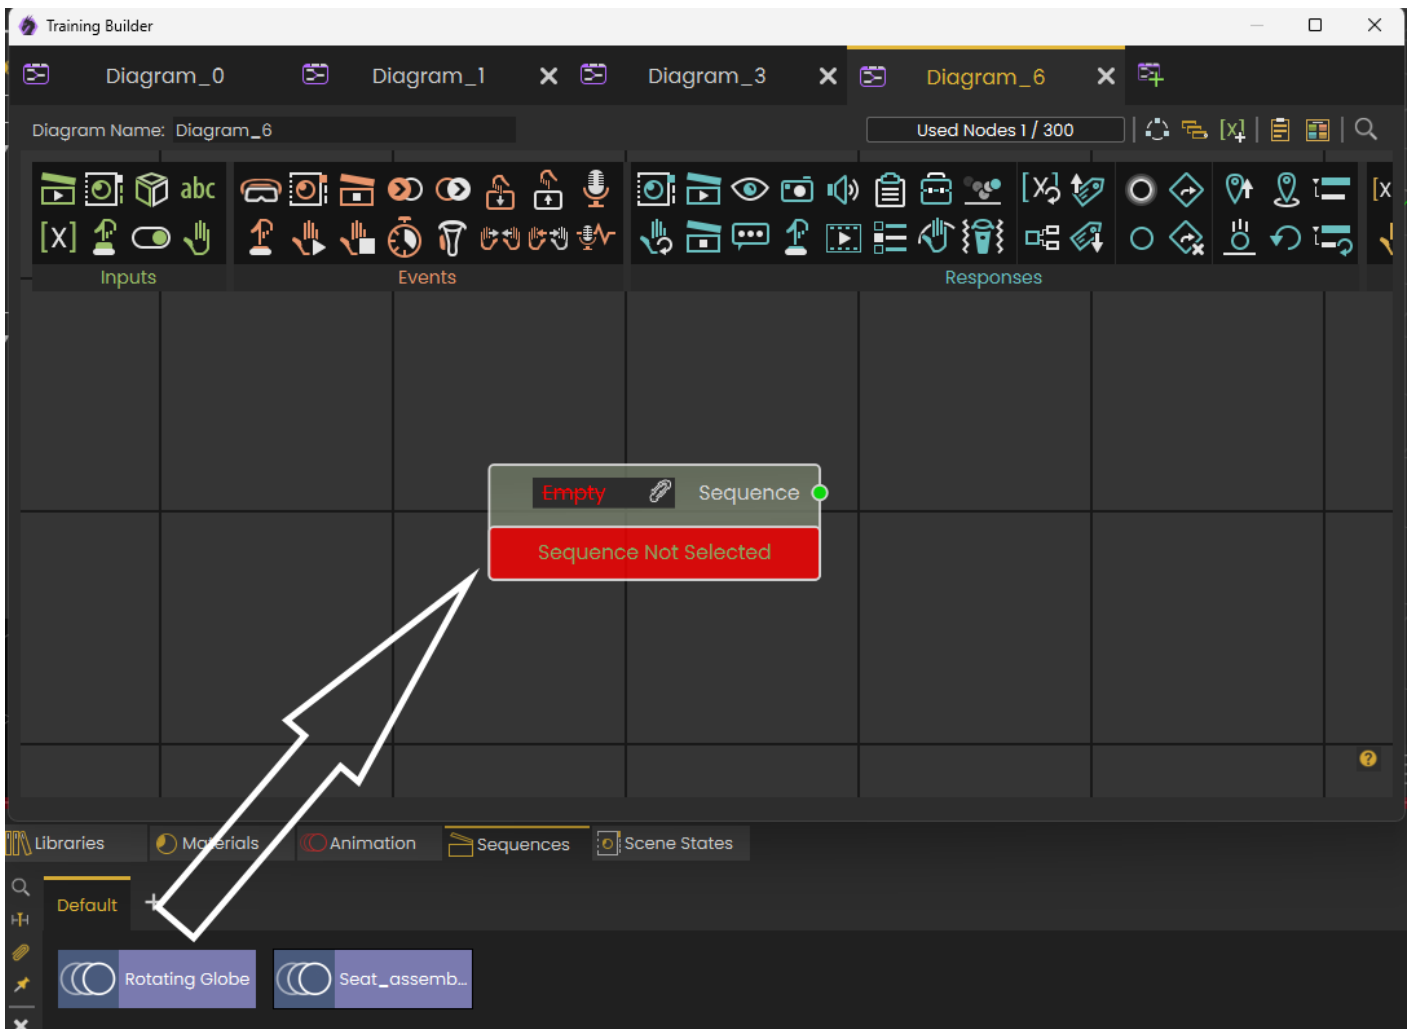 Training Builder
Diagram_0
Diagram_1
Diagram_3
Diagram_6
Diagram Name: Diagram_6
Used Nodes 1 / 300
[x]
abc
[x]
[x]
[x
Inputs
Events
Responses
Empty
Sequence
Sequence Not Selected
?
Libraries
Materials
Animation
Sequences
Scene States
Default
+
Rotating Globe
Seat_assemb...